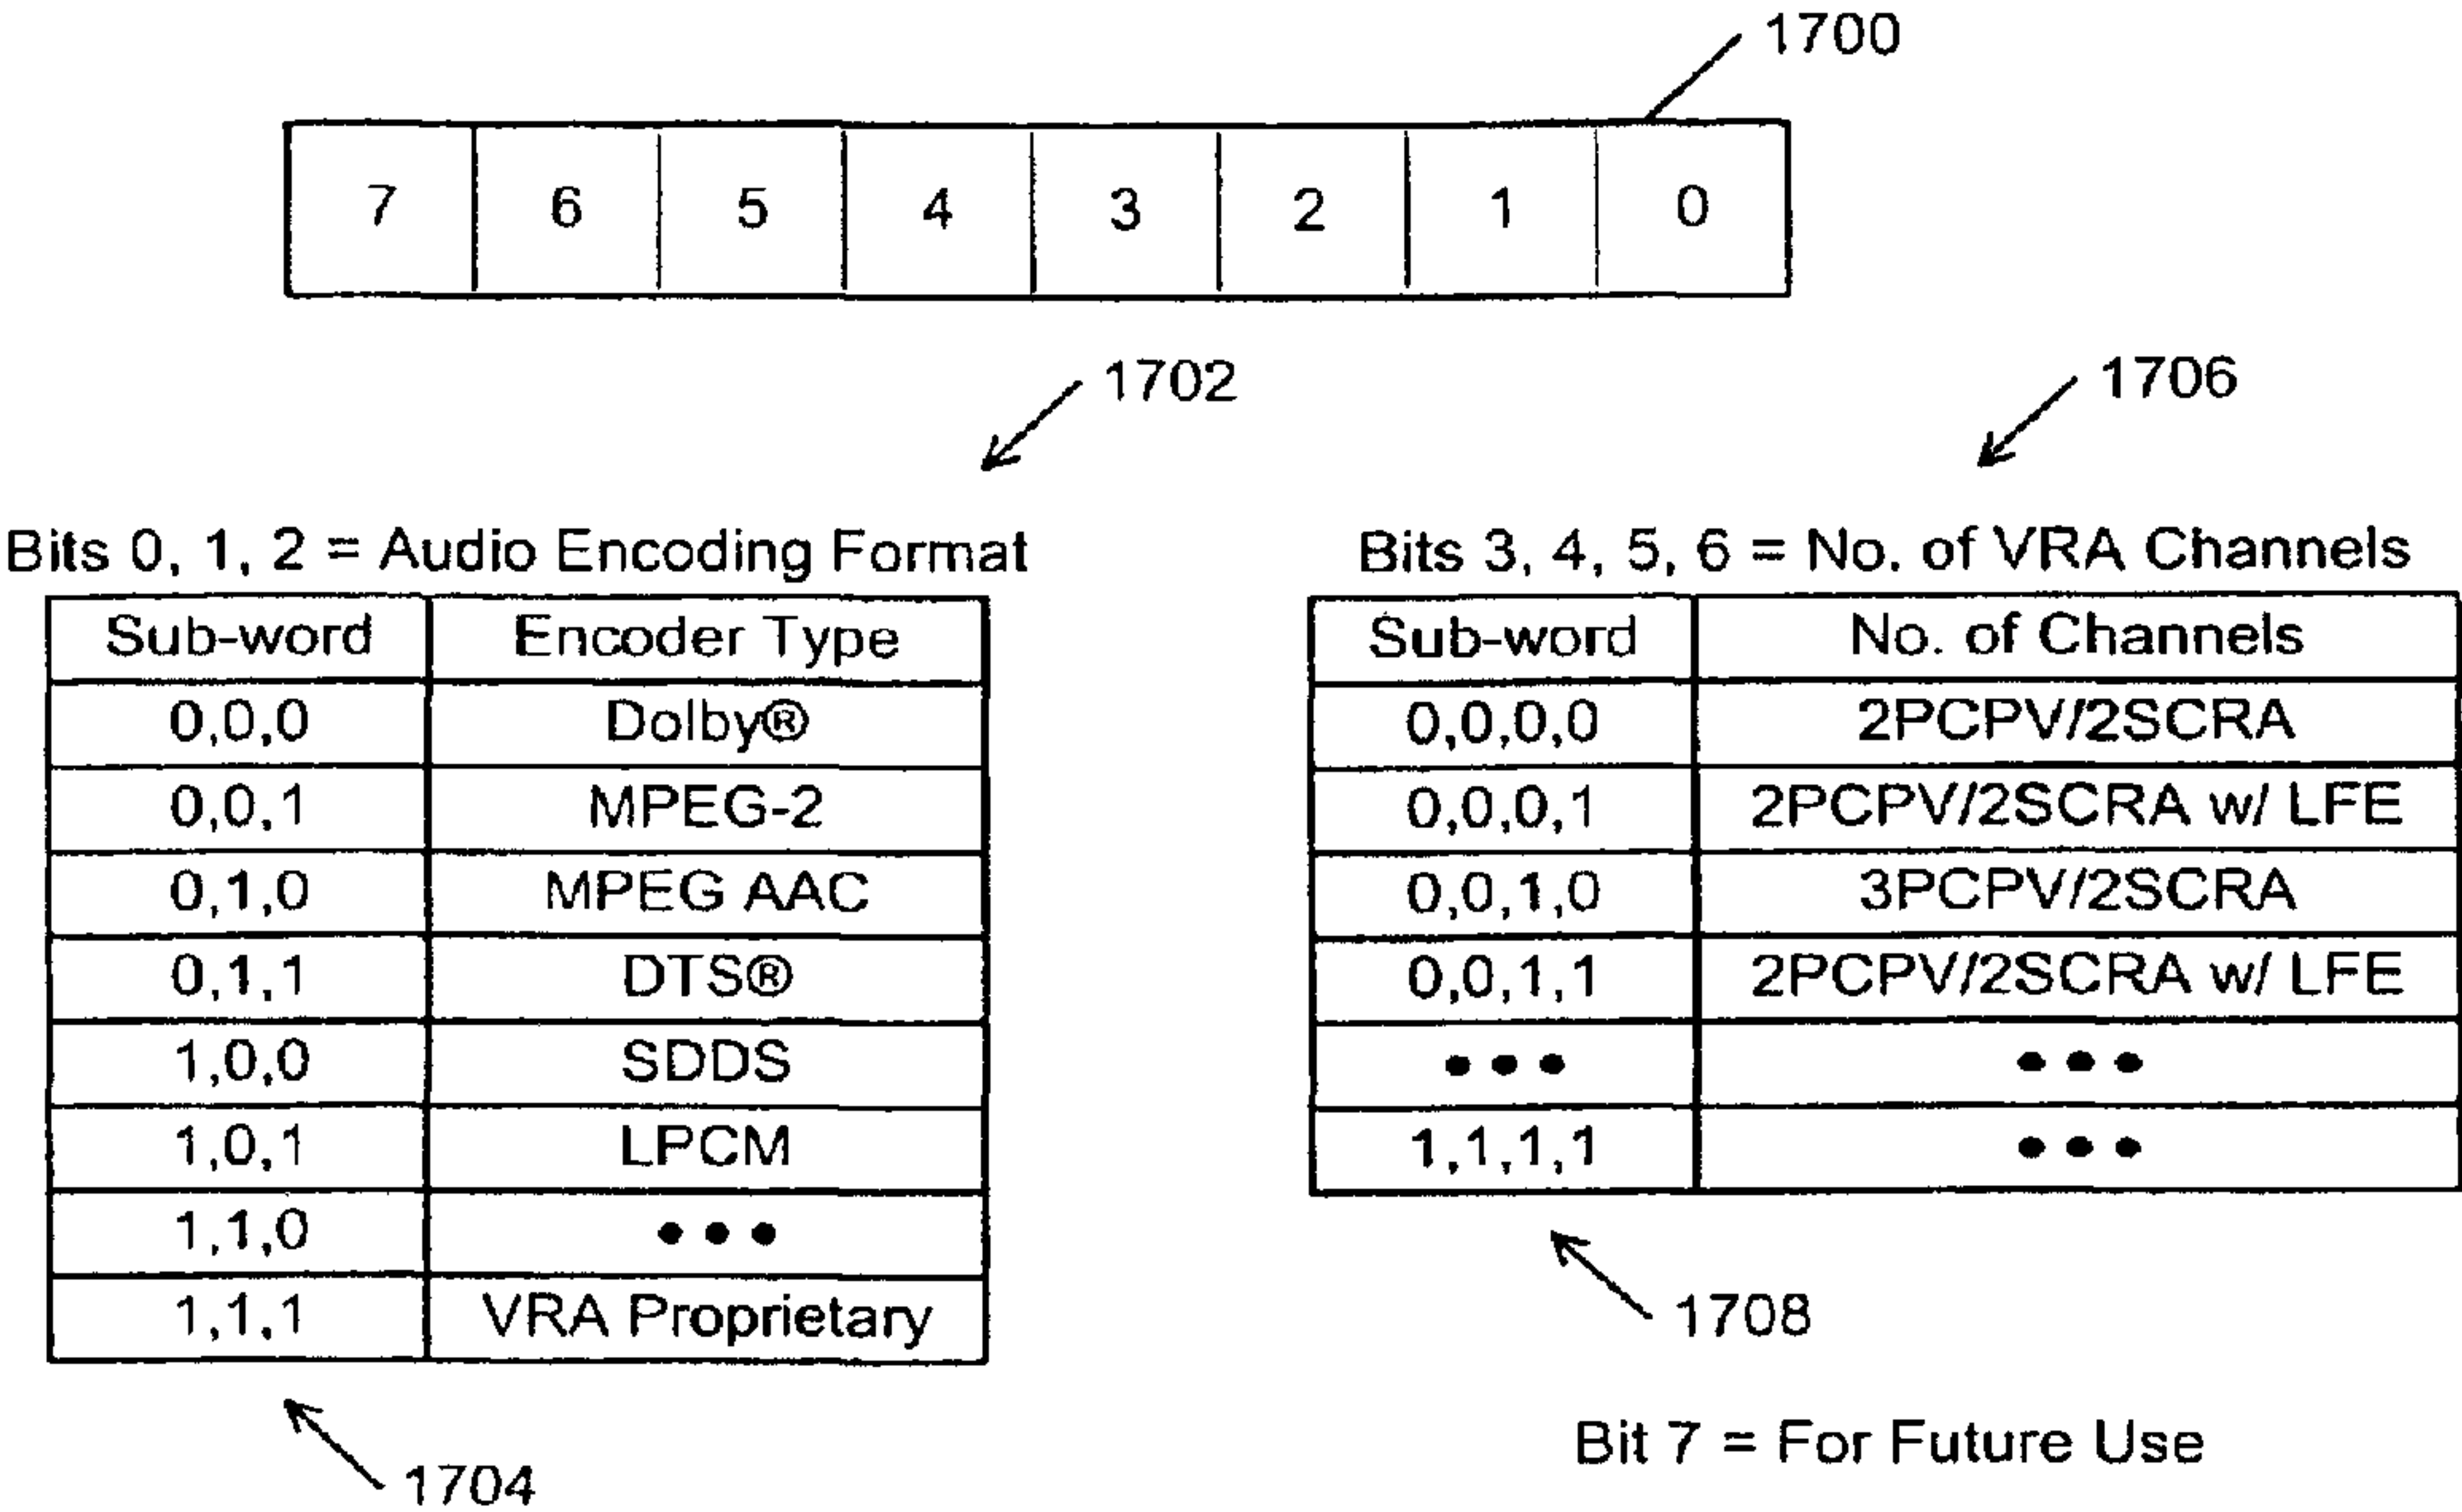 1700
7 6 5 4 3 2 1 0
1702
1706
Bits 0, 1, 2 = Audio Encoding Format
Sub-word Encoder Type
0,0,0 Dolby®
0,0,1 MPEG-2
0,1,0 MPEG AAC
0,1,1 DTS®
1,0,0 SDDS
1,0,1 LPCM
1,1,0 •••
1,1,1 VRA Proprietary
1704
Bits 3, 4, 5, 6 = No. of VRA Channels
Sub-word No. of Channels
0,0,0,0 2PCPV/2SCRA
0,0,0,1 2PCPV/2SCRA w/ LFE
0,0,1,0 3PCPV/2SCRA
0,0,1,1 2PCPV/2SCRA w/ LFE
••• •••
1,1,1,1 •••
1708
Bit 7 = For Future Use